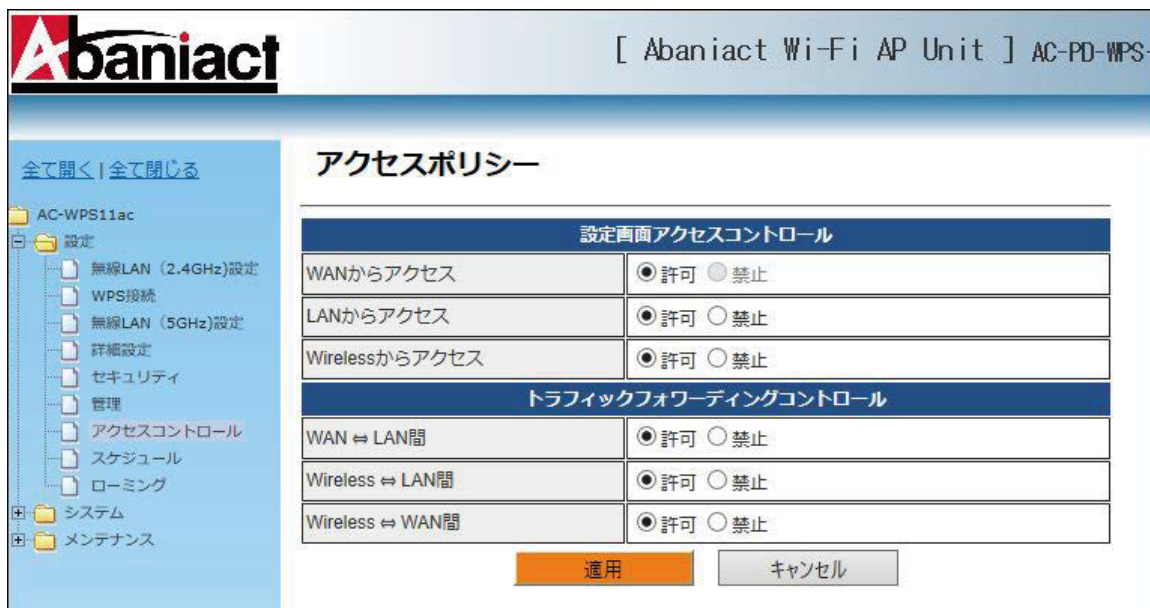 Abaniact
[ Abaniact Wi-Fi AP Unit ] AC-PD-WPS-
全て開く | 全て閉じる
AC-WPS11ac
設定
無線LAN（2.4GHz)設定
WPS接続
無線LAN（5GHz)設定
詳細設定
セキュリティ
管理
アクセスコントロール
スケジュール
ローミング
システム
メンテナンス
アクセスポリシー
設定画面アクセスコントロール
WANからアクセス 許可 禁止
LANからアクセス 許可 禁止
Wirelessからアクセス 許可 禁止
トラフィックフォワーディングコントロール
WAN ⇔ LAN間 許可 禁止
Wireless ⇔ LAN間 許可 禁止
Wireless ⇔ WAN間 許可 禁止
適用 キャンセル